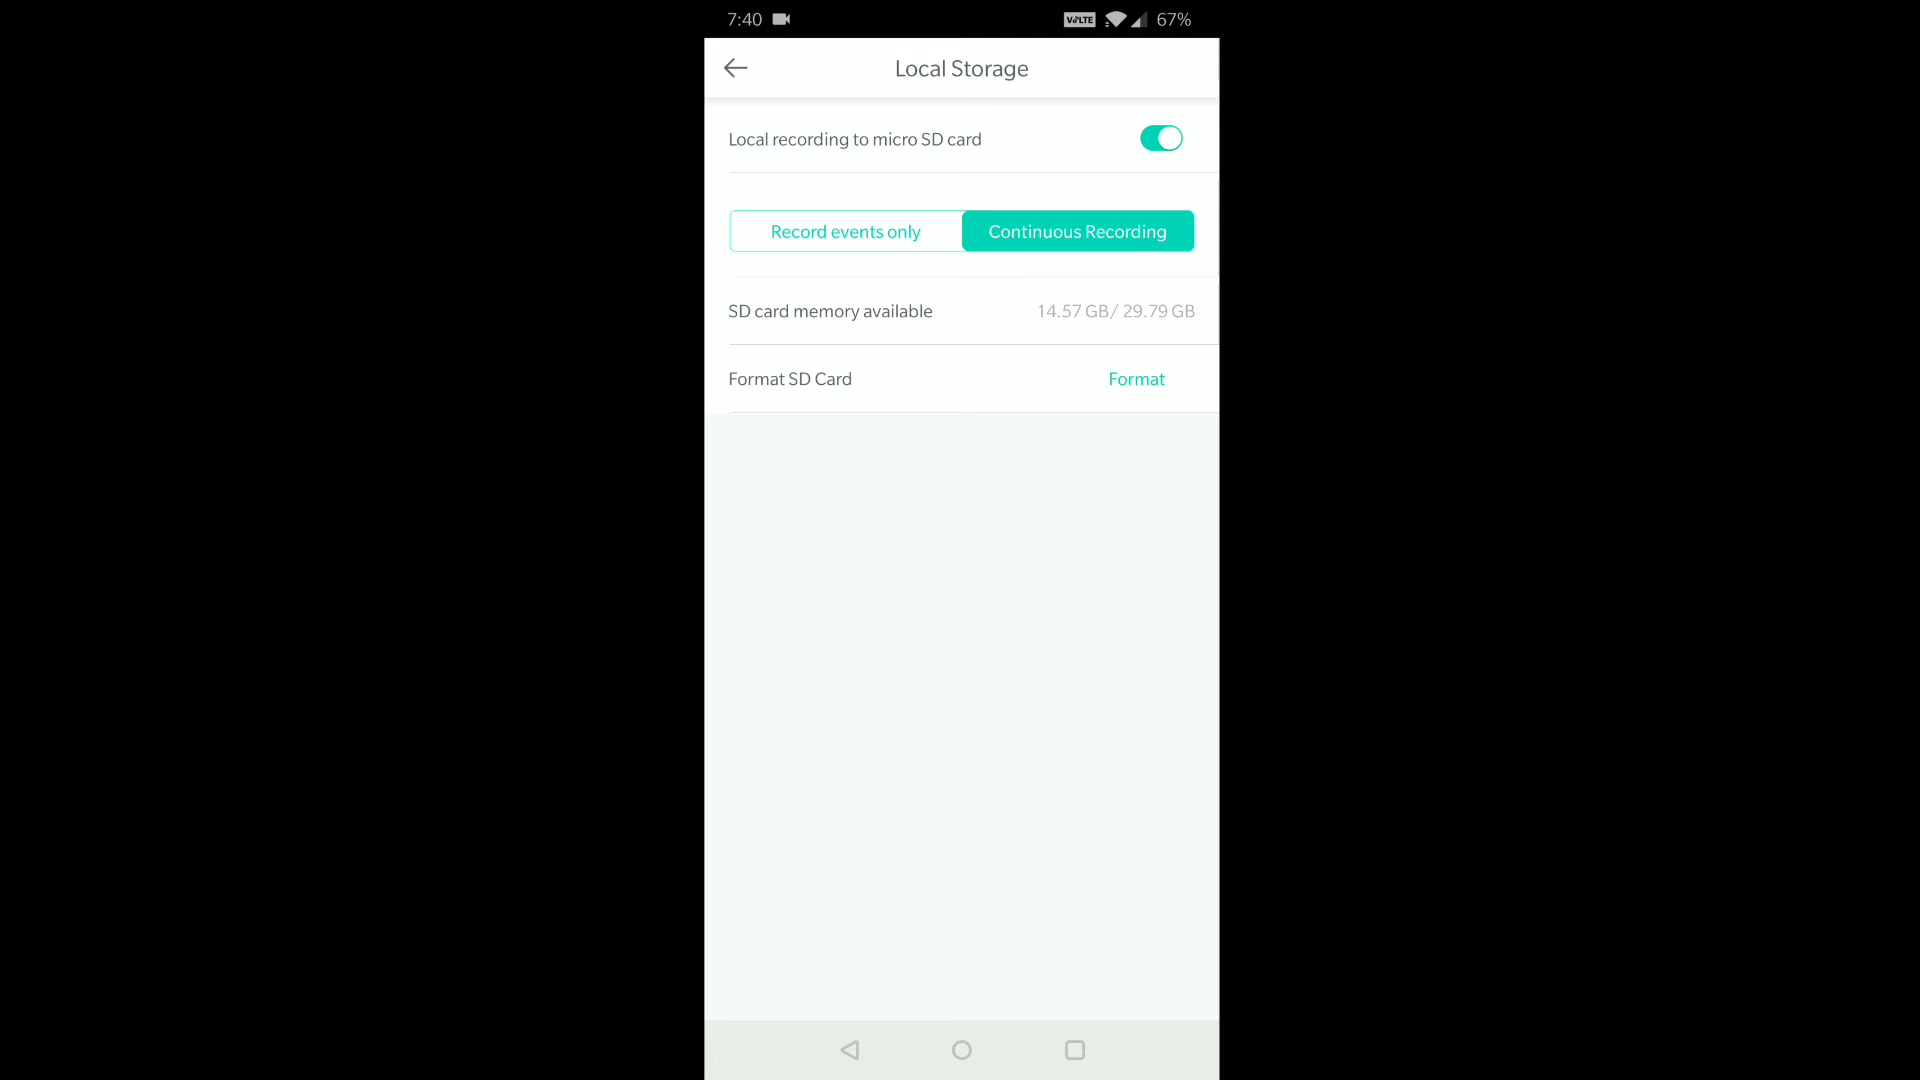 7:40 VoLTE 67%
Local Storage
Local recording to micro SD card
Record events only Continuous Recording
SD card memory available 14.57 GB/ 29.79 GB
Format SD Card Format